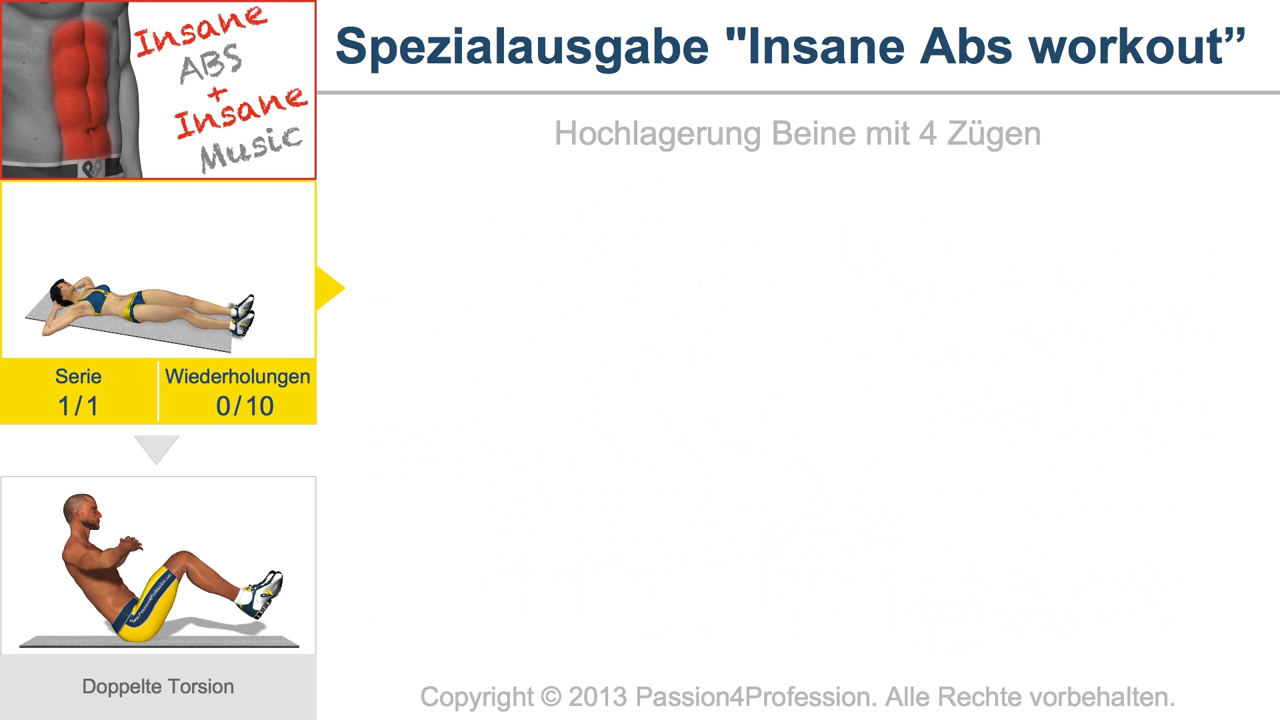 Insane
ABS
+
Insane
Music
Spezialausgabe "Insane Abs workout”
Hochlagerung Beine mit 4 Zügen
Serie
1/1
Wiederholungen
0/10
Doppelte Torsion
Copyright © 2013 Passion4Profession. Alle Rechte vorbehalten.